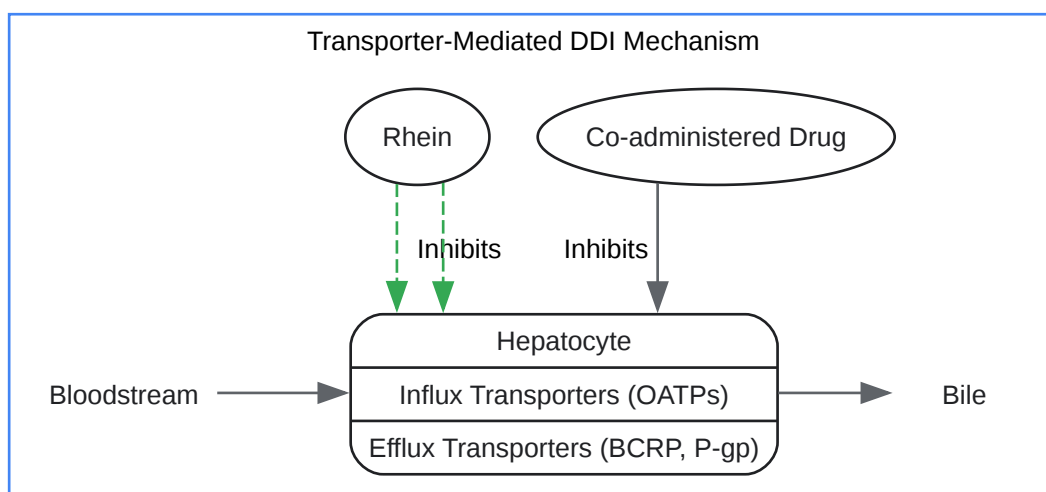 Transporter-Mediated DDI Mechanism
Rhein
Co-administered Drug
Inhibits
Inhibits
Hepatocyte
Bloodstream
Influx Transporters (OATPs)
Bile
Efflux Transporters (BCRP, P-gp)